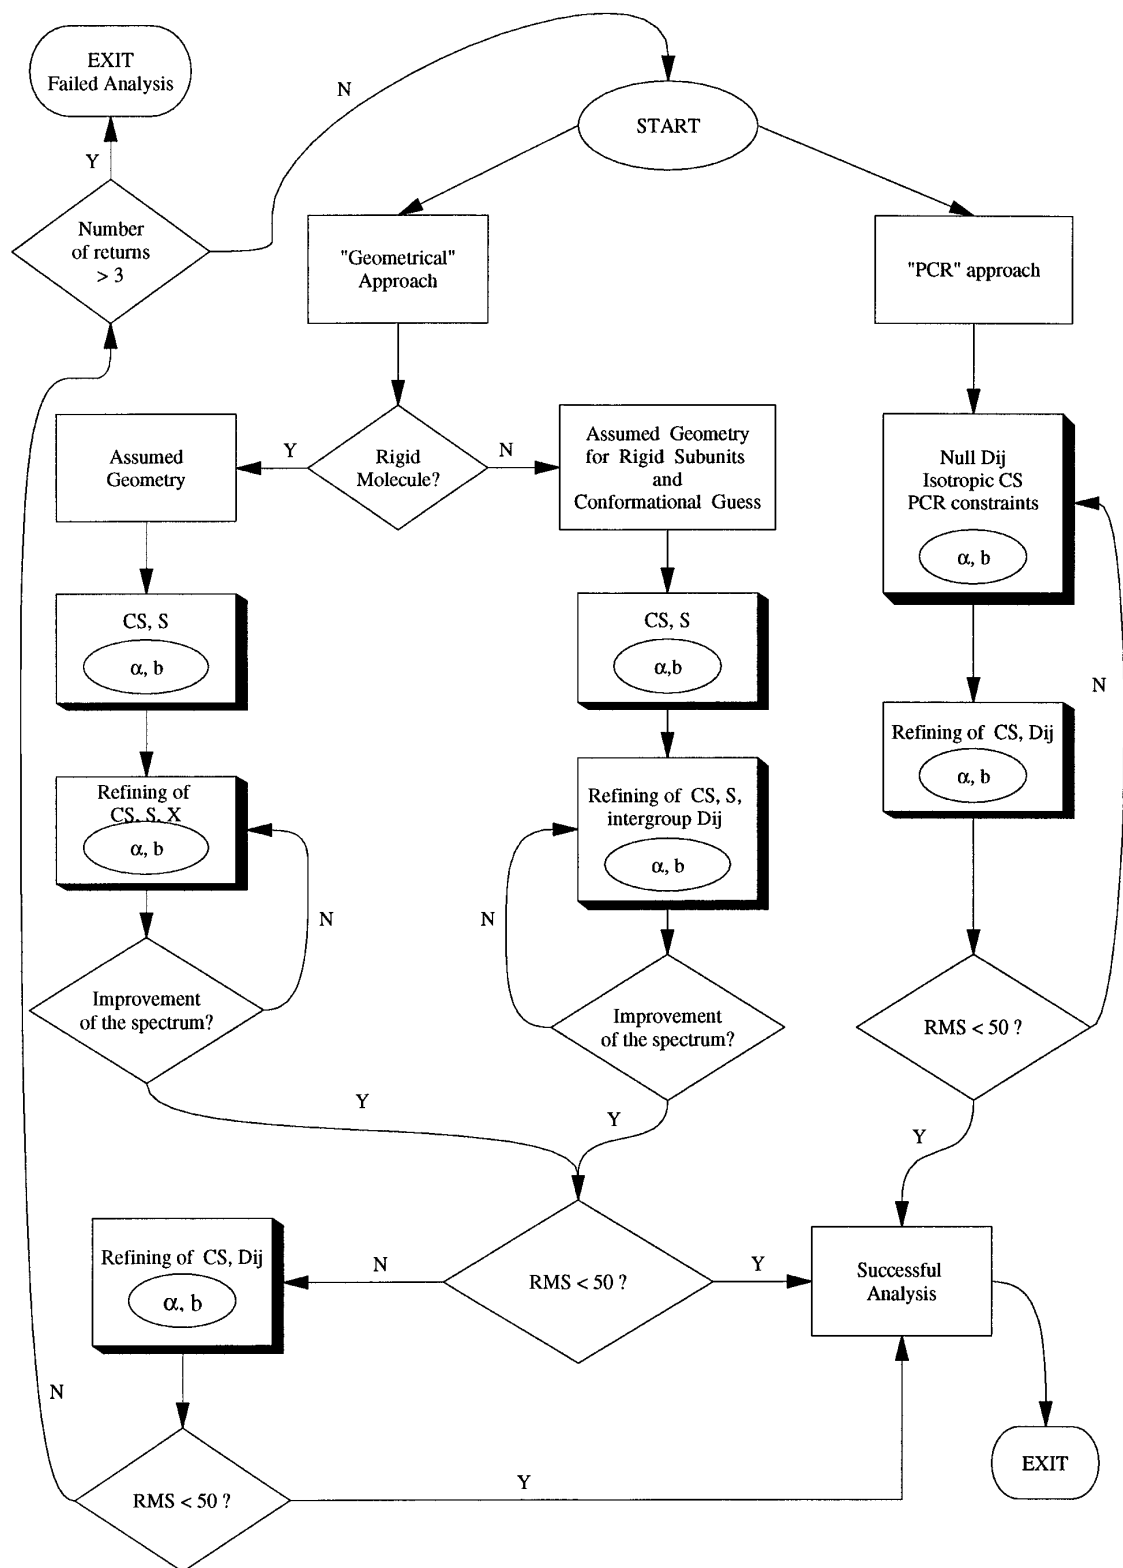 EXIT
Failed Analysis
N
START
Y
Number
of returns
> 3
"Geometrical"
Approach
"PCR" approach
Assumed
Geometry
Y
Rigid
Molecule?
N
Assumed Geometry
for Rigid Subunits
and
Conformational Guess
Null Dij
Isotropic CS
PCR constraints
α, b
CS, S
α, b
CS, S
α,b
N
Refining of CS, Dij
α, b
Refining of
CS, S, X
α, b
Refining of CS, S,
intergroup Dij
α, b
N
N
Improvement
of the spectrum?
Improvement
of the spectrum?
RMS < 50 ?
Y
Y
Y
Refining of CS, Dij
α, b
N
RMS < 50 ?
Y
Successful
Analysis
N
RMS < 50 ?
Y
EXIT